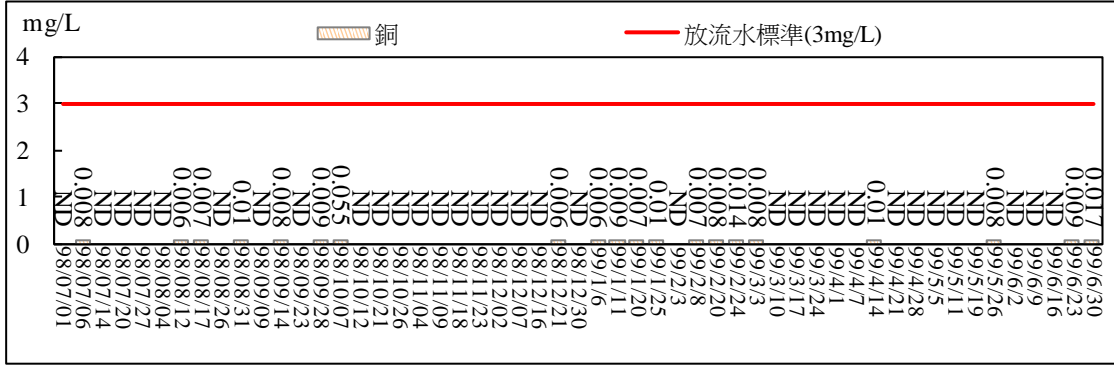 mg/L
銅
放流水標準(3mg/L)
4
3
2
1
0
ND
0.008
ND
ND
ND
ND
0.006
0.007
ND
0.01
ND
0.008
ND
0.009
0.055
ND
ND
ND
ND
ND
ND
ND
ND
ND
ND
0.006
ND
0.006
0.009
0.007
0.01
ND
0.007
0.008
0.014
0.008
ND
ND
ND
ND
ND
0.01
ND
ND
ND
ND
ND
0.008
ND
ND
ND
0.009
0.017
98/07/01
98/07/06
98/07/14
98/07/20
98/07/27
98/08/04
98/08/12
98/08/17
98/08/26
98/08/31
98/09/09
98/09/14
98/09/23
98/09/28
98/10/07
98/10/12
98/10/21
98/10/26
98/11/04
98/11/09
98/11/18
98/11/23
98/12/02
98/12/07
98/12/16
98/12/21
98/12/30
99/1/6
99/1/11
99/1/20
99/1/25
99/2/3
99/2/8
99/2/20
99/2/24
99/3/3
99/3/10
99/3/17
99/3/24
99/4/1
99/4/7
99/4/14
99/4/21
99/4/28
99/5/5
99/5/11
99/5/19
99/5/26
99/6/2
99/6/9
99/6/16
99/6/23
99/6/30